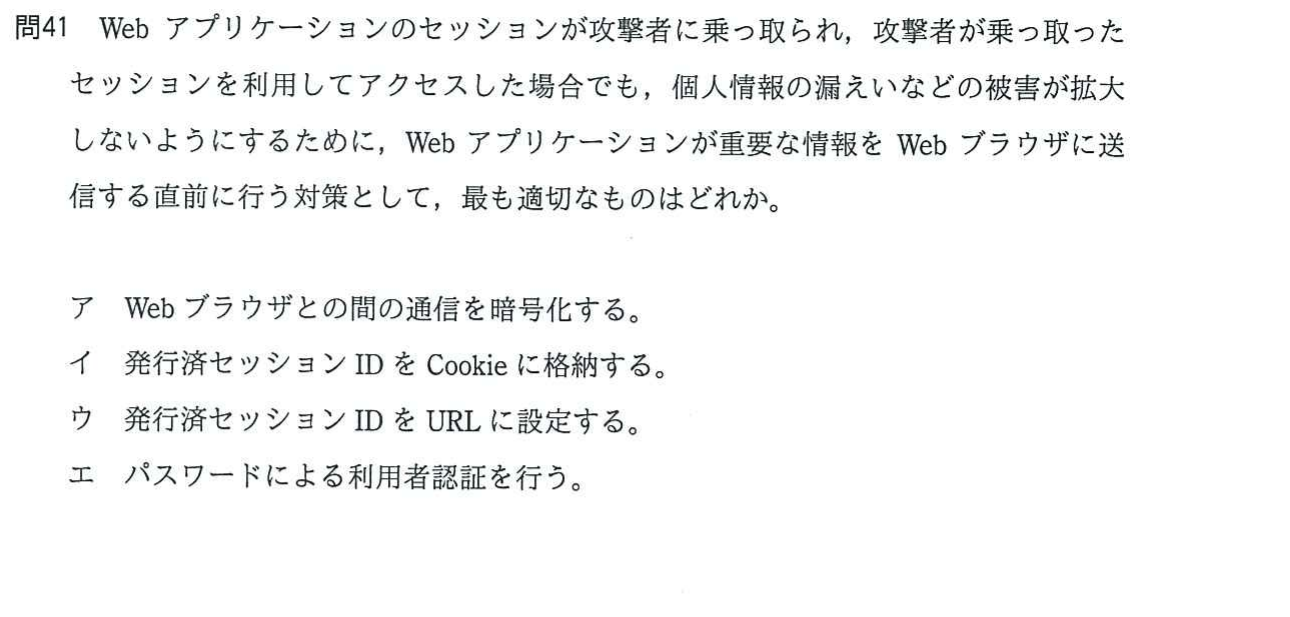 問41 Web アプリケーションのセッションが攻撃者に乗っ取られ，攻撃者が乗っ取った
セッションを利用してアクセスした場合でも，個人情報の漏えいなどの被害が拡大
しないようにするために，Web アプリケーションが重要な情報を Web ブラウザに送
信する直前に行う対策として，最も適切なものはどれか。
ア Web ブラウザとの間の通信を暗号化する。
イ 発行済セッション ID を Cookie に格納する。
ウ 発行済セッション ID を URL に設定する。
エ パスワードによる利用者認証を行う。